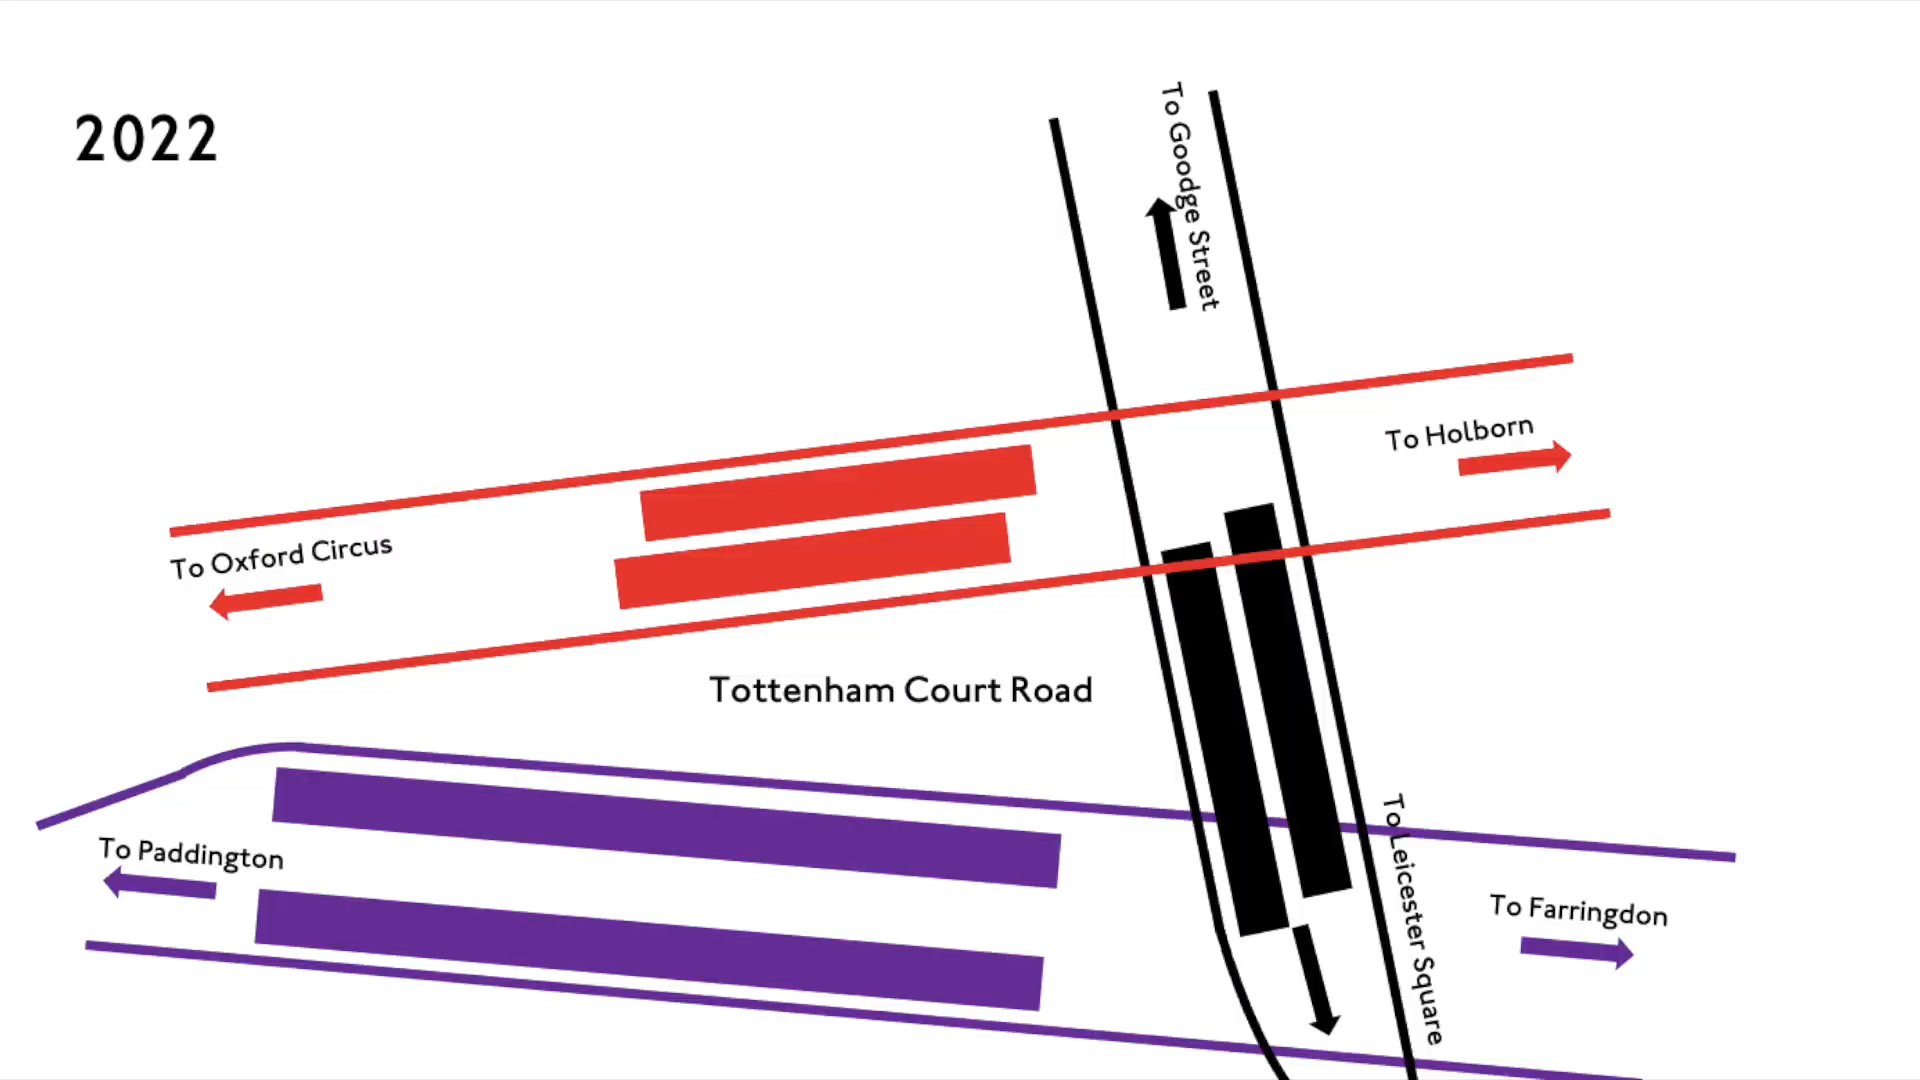 2022
To Goodge Street
To Holborn
To Oxford Circus
Tottenham Court Road
To Paddington
To Leicester Square
To Farringdon